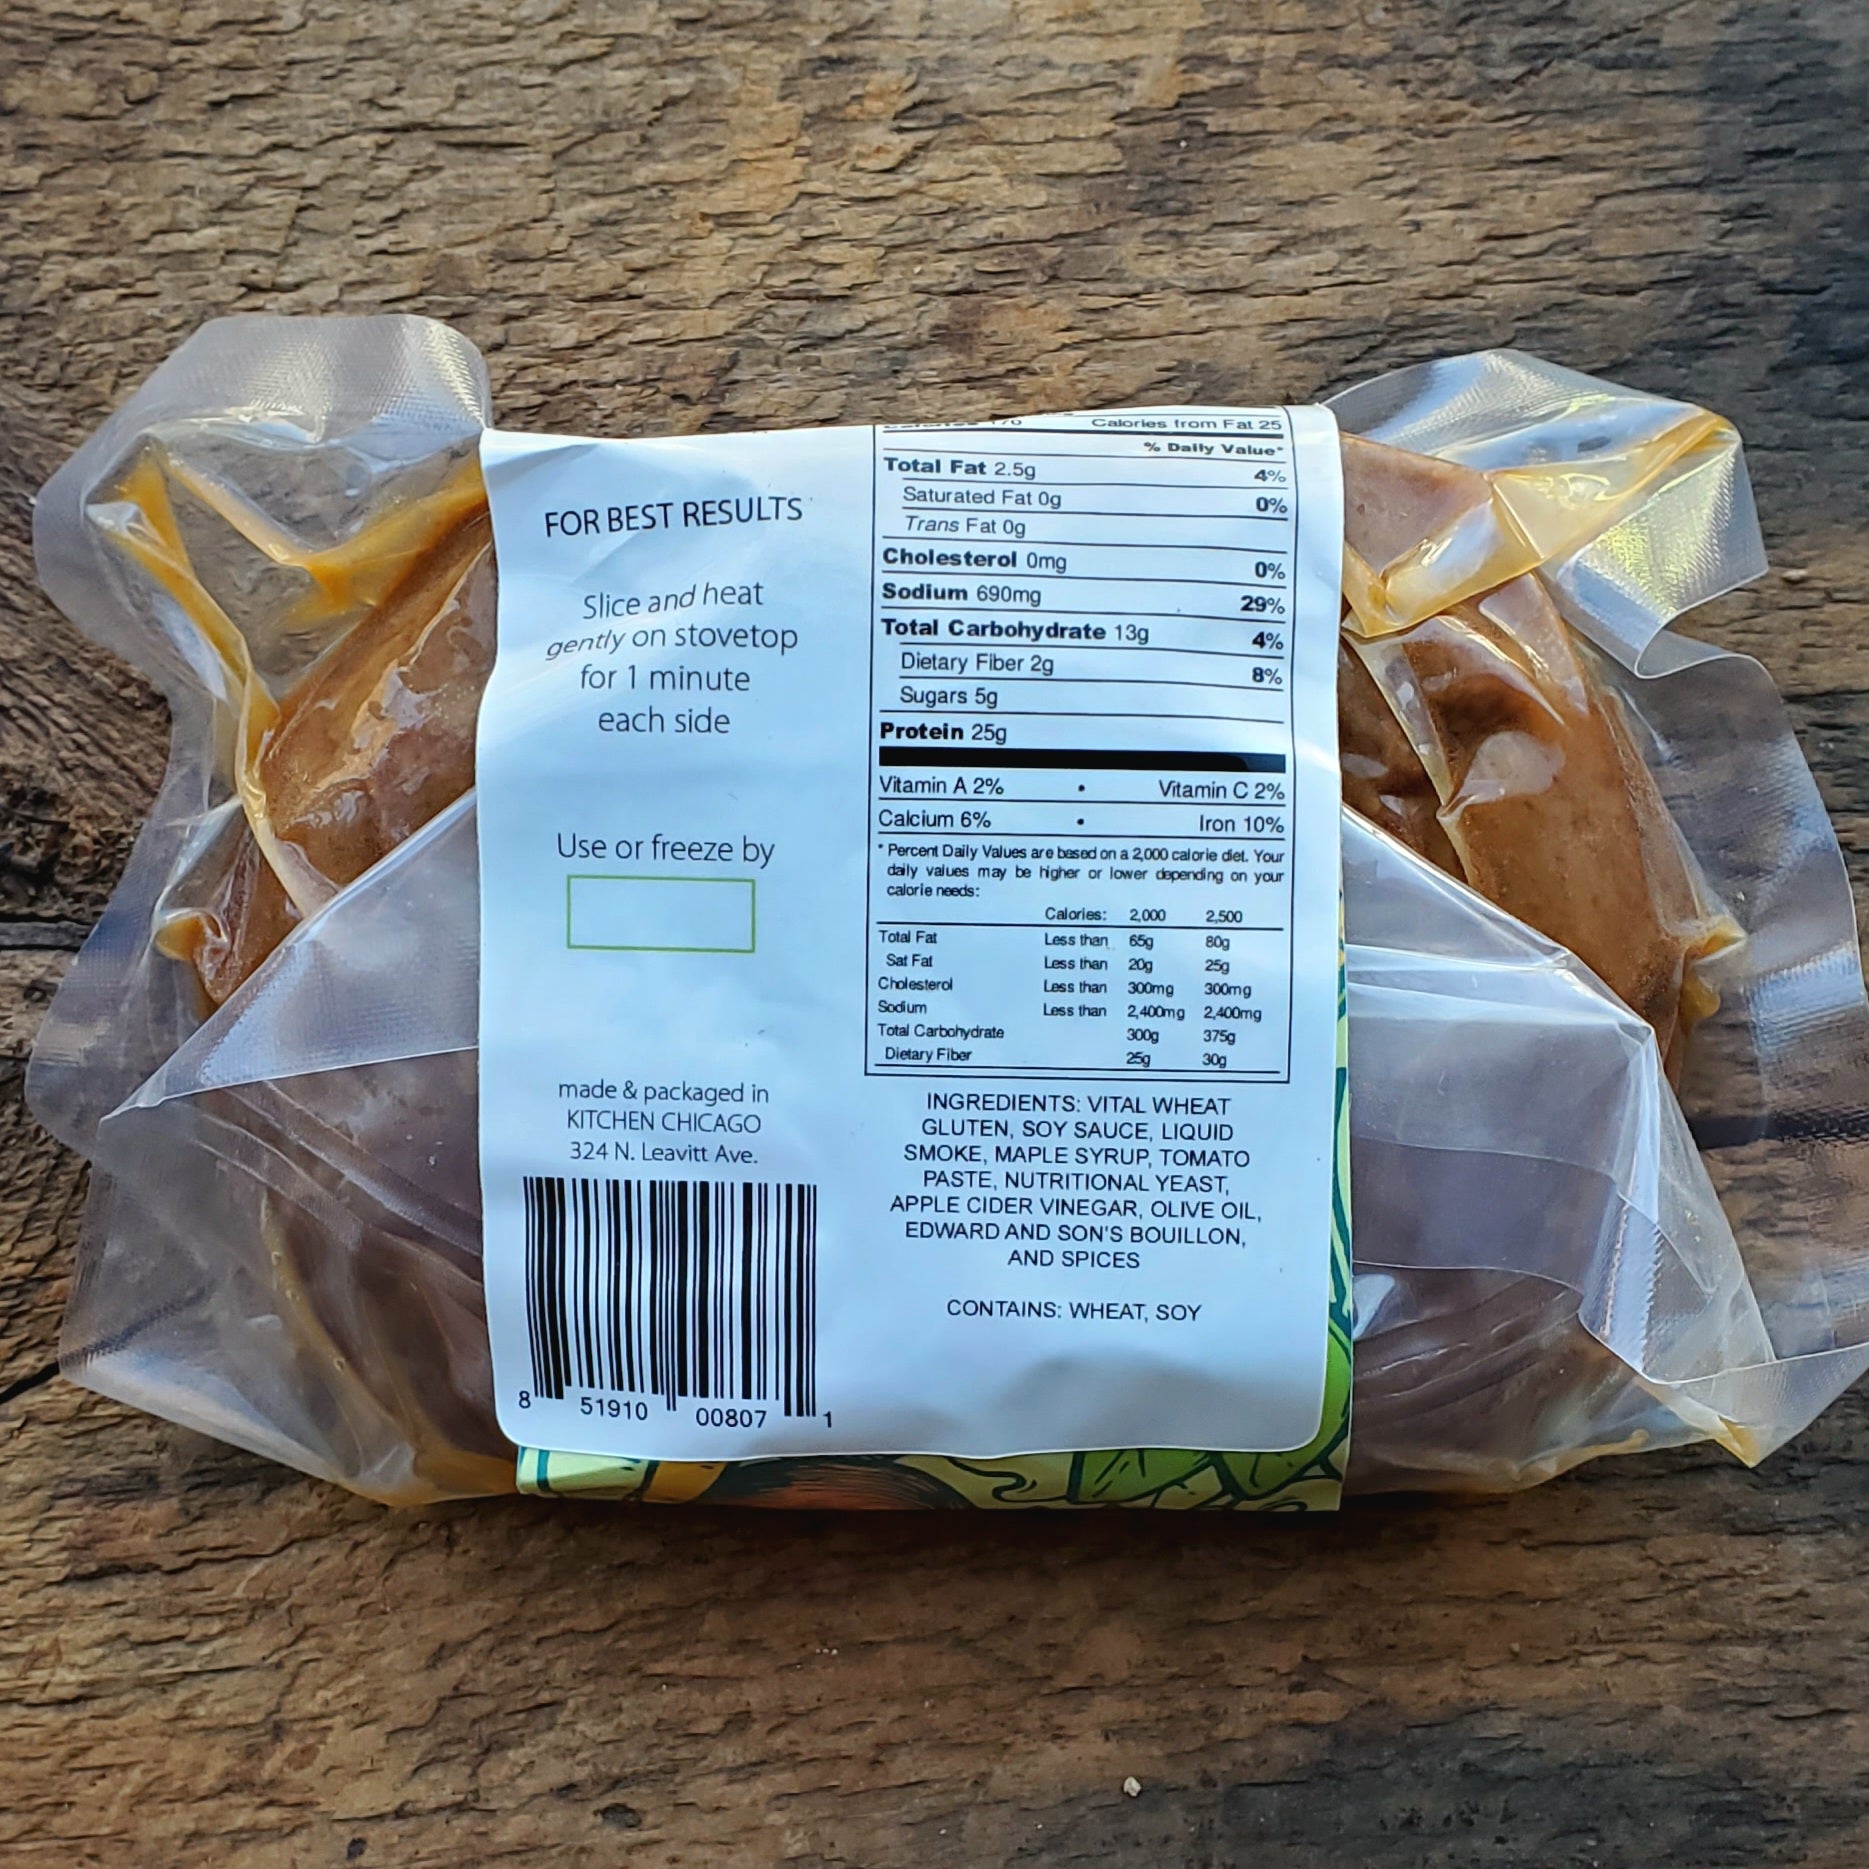 FOR BEST RESULTS
Slice and heat
gently on stovetop
for 1 minute
each side
Use or freeze by
made & packaged in
KITCHEN CHICAGO
324 N. Leavitt Ave.
8 51910 00807 1
Calories from Fat 25
% Daily Value*
Total Fat 2.5g 4%
Saturated Fat 0g 0%
Trans Fat 0g
Cholesterol 0mg 0%
Sodium 690mg 29%
Total Carbohydrate 13g 4%
Dietary Fiber 2g 8%
Sugars 5g
Protein 25g
Vitamin A 2% • Vitamin C 2%
Calcium 6% • Iron 10%
* Percent Daily Values are based on a 2,000 calorie diet. Your
daily values may be higher or lower depending on your
calorie needs:
Calories: 2,000 2,500
Total Fat Less than 65g 80g
Sat Fat Less than 20g 25g
Cholesterol Less than 300mg 300mg
Sodium Less than 2,400mg 2,400mg
Total Carbohydrate 300g 375g
Dietary Fiber 25g 30g
INGREDIENTS: VITAL WHEAT
GLUTEN, SOY SAUCE, LIQUID
SMOKE, MAPLE SYRUP, TOMATO
PASTE, NUTRITIONAL YEAST,
APPLE CIDER VINEGAR, OLIVE OIL,
EDWARD AND SON'S BOUILLON,
AND SPICES
CONTAINS: WHEAT, SOY